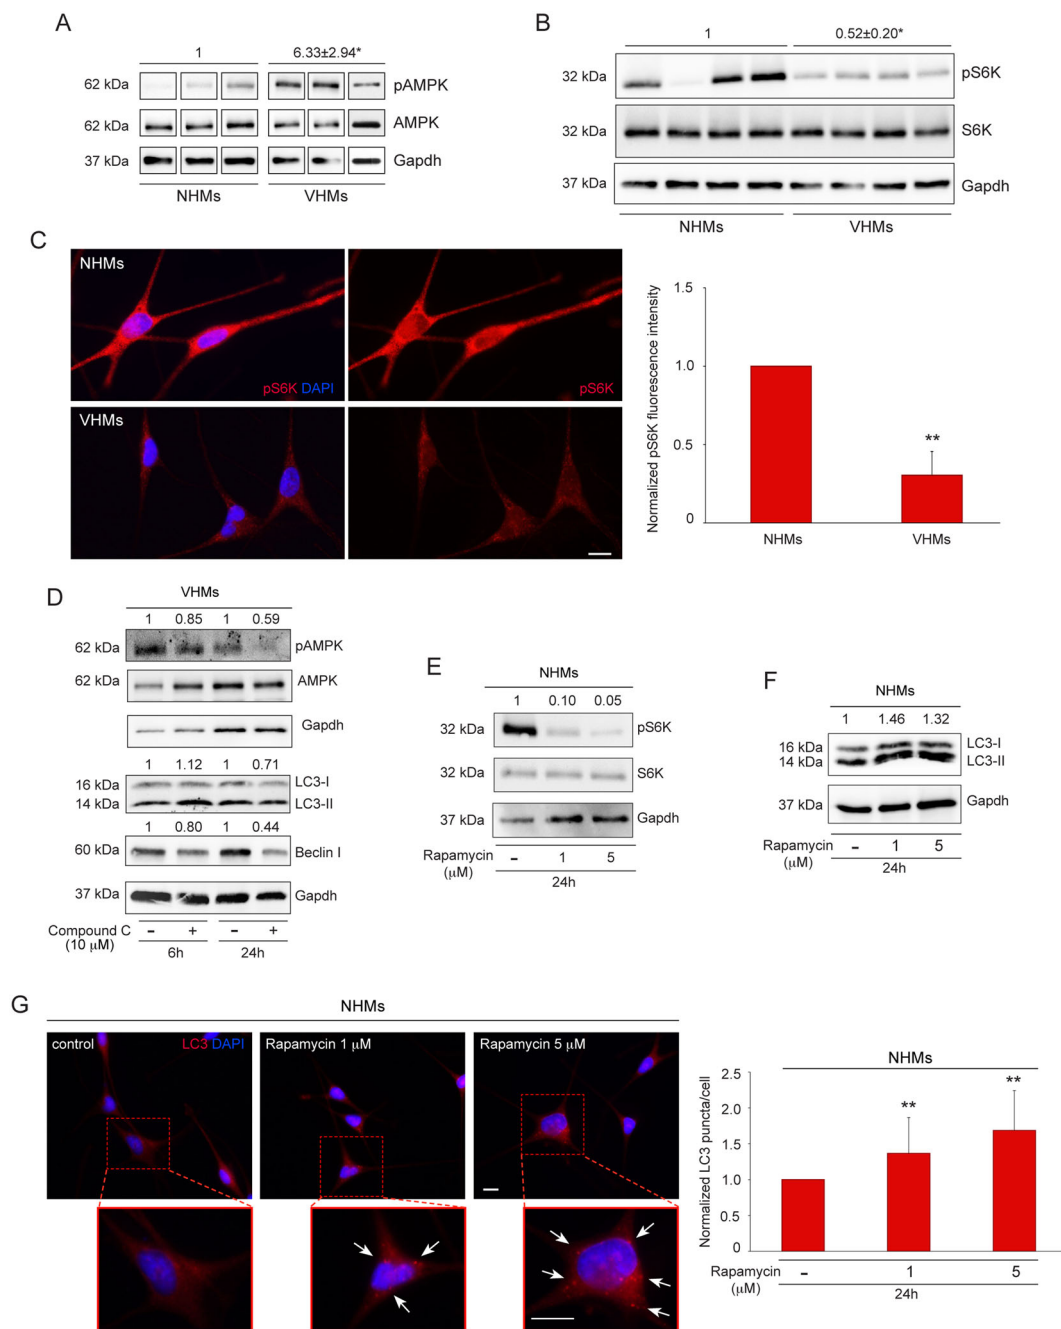 A
1 6.33±2.94*
62 kDa pAMPK
62 kDa AMPK
37 kDa Gapdh
NHMs VHMs
B
1 0.52±0.20*
32 kDa pS6K
32 kDa S6K
37 kDa Gapdh
NHMs VHMs
C
NHMs
pS6K DAPI
pS6K
VHMs
Normalized pS6K fluorescence intensity
1.5
1.0
0.5
0
**
NHMs VHMs
D
VHMs
1 0.85 1 0.59
62 kDa pAMPK
62 kDa AMPK
Gapdh
1 1.12 1 0.71
16 kDa LC3-I
14 kDa LC3-II
1 0.80 1 0.44
60 kDa Beclin I
37 kDa Gapdh
Compound C - + - +
(10 μM) 6h 24h
E
NHMs
1 0.10 0.05
32 kDa pS6K
32 kDa S6K
37 kDa Gapdh
Rapamycin - 1 5
(μM)
24h
F
NHMs
1 1.46 1.32
16 kDa LC3-I
14 kDa LC3-II
37 kDa Gapdh
Rapamycin - 1 5
(μM)
24h
G
NHMs
control LC3 DAPI
Rapamycin 1 μM
Rapamycin 5 μM
NHMs
Normalized LC3 puncta/cell
2.5
2.0
1.5
1.0
0.5
0
**
**
Rapamycin - 1 5
(μM)
24h